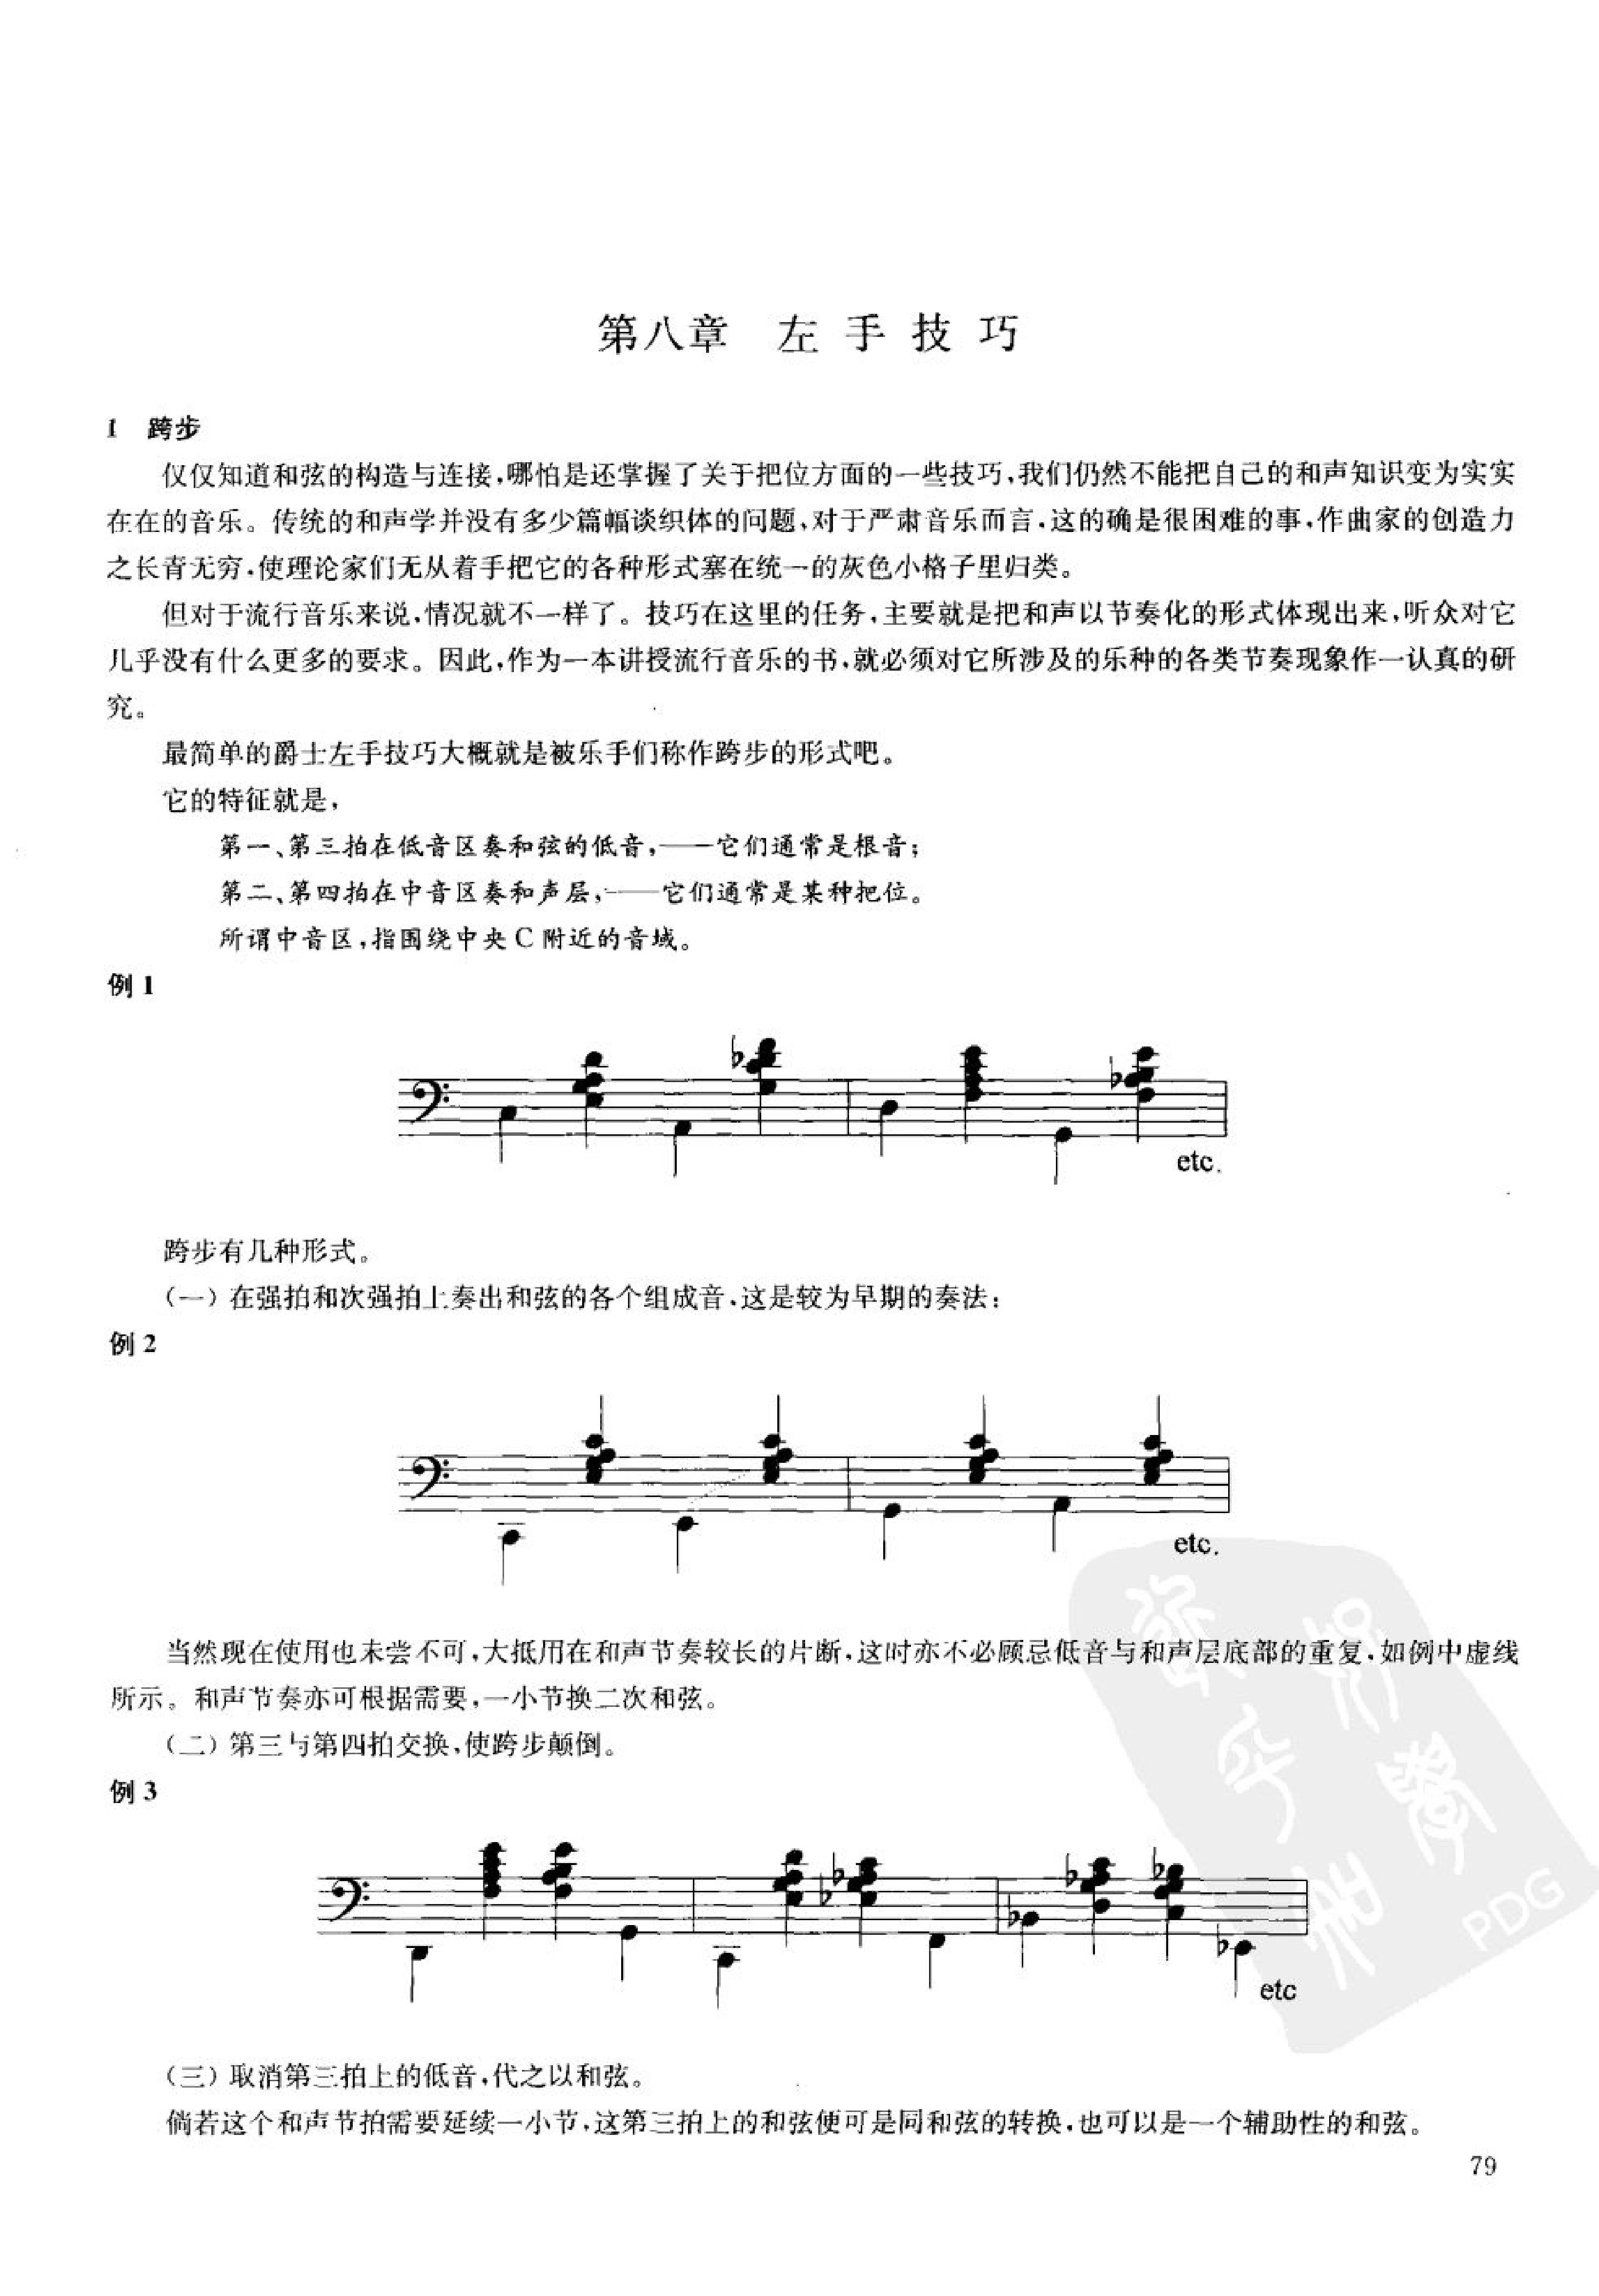 第八章 左手技巧
1 跨步
仅仅知道和弦的构造与连接,哪怕是还掌握了关于把位方面的一些技巧,我们仍然不能把自己的和声知识变为实实
在在的音乐。传统的和声学并没有多少篇幅谈织体的问题,对于严肃音乐而言,这的确是很困难的事,作曲家的创造力
之长青无穷,使理论家们无从着手把它的各种形式塞在统一的灰色小格子里归类。
但对于流行音乐来说,情况就不一样了。技巧在这里的任务,主要就是把和声以节奏化的形式体现出来,听众对它
几乎没有什么更多的要求。因此,作为一本讲授流行音乐的书,就必须对它所涉及的乐种的各类节奏现象作一认真的研
究。
最简单的爵士左手技巧大概就是被乐手们称作跨步的形式吧。
它的特征就是,
第一、第三拍在低音区奏和弦的低音,——它们通常是根音;
第二、第四拍在中音区奏和声层,——它们通常是某种把位。
所谓中音区,指围绕中央C附近的音域。
例1
etc.
跨步有几种形式。
(一)在强拍和次强拍上奏出和弦的各个组成音,这是较为早期的奏法:
例2
etc.
当然现在使用也未尝不可,大抵用在和声节奏较长的片断,这时亦不必顾忌低音与和声层底部的重复,如例中虚线
所示。和声节奏亦可根据需要,一小节换二次和弦。
(二)第三与第四拍交换,使跨步颠倒。
例3
etc
PDG
(三)取消第三拍上的低音,代之以和弦。
倘若这个和声节拍需要延续一小节,这第三拍上的和弦便可是同和弦的转换,也可以是一个辅助性的和弦。
79